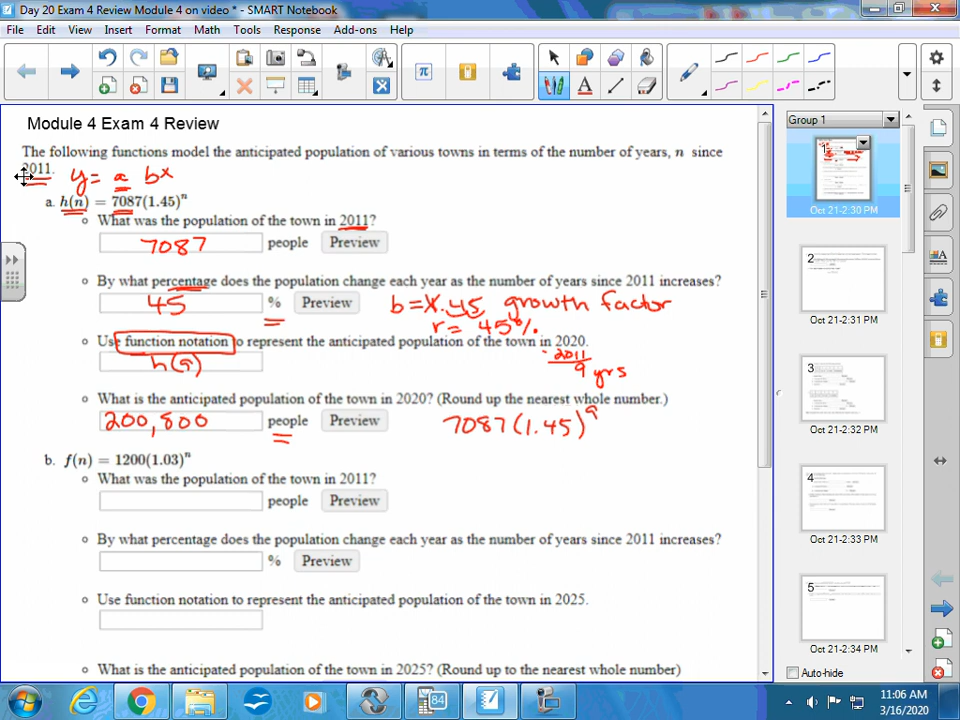 Day 20 Exam 4 Review Module 4 on video * - SMART Notebook
File Edit View Insert Format Math Tools Response Add-ons Help
Module 4 Exam 4 Review
The following functions model the anticipated population of various towns in terms of the number of years, n since
2011. y = a b^x
a. h(n) = 7087(1.45)^n
What was the population of the town in 2011?
7087 people Preview
By what percentage does the population change each year as the number of years since 2011 increases?
45 % Preview b = 1.45 growth factor
r = 45%
Use function notation to represent the anticipated population of the town in 2020.
h(9) - 2011
9 yrs
What is the anticipated population of the town in 2020? (Round up the nearest whole number.)
200,800 people Preview 7087(1.45)^9
b. f(n) = 1200(1.03)^n
What was the population of the town in 2011?
people Preview
By what percentage does the population change each year as the number of years since 2011 increases?
% Preview
Use function notation to represent the anticipated population of the town in 2025.
What is the anticipated population of the town in 2025? (Round up to the nearest whole number)
Group 1
1
Oct 21-2:30 PM
2
Oct 21-2:31 PM
3
Oct 21-2:32 PM
4
Oct 21-2:33 PM
5
Oct 21-2:34 PM
Auto-hide
84
11:06 AM
3/16/2020